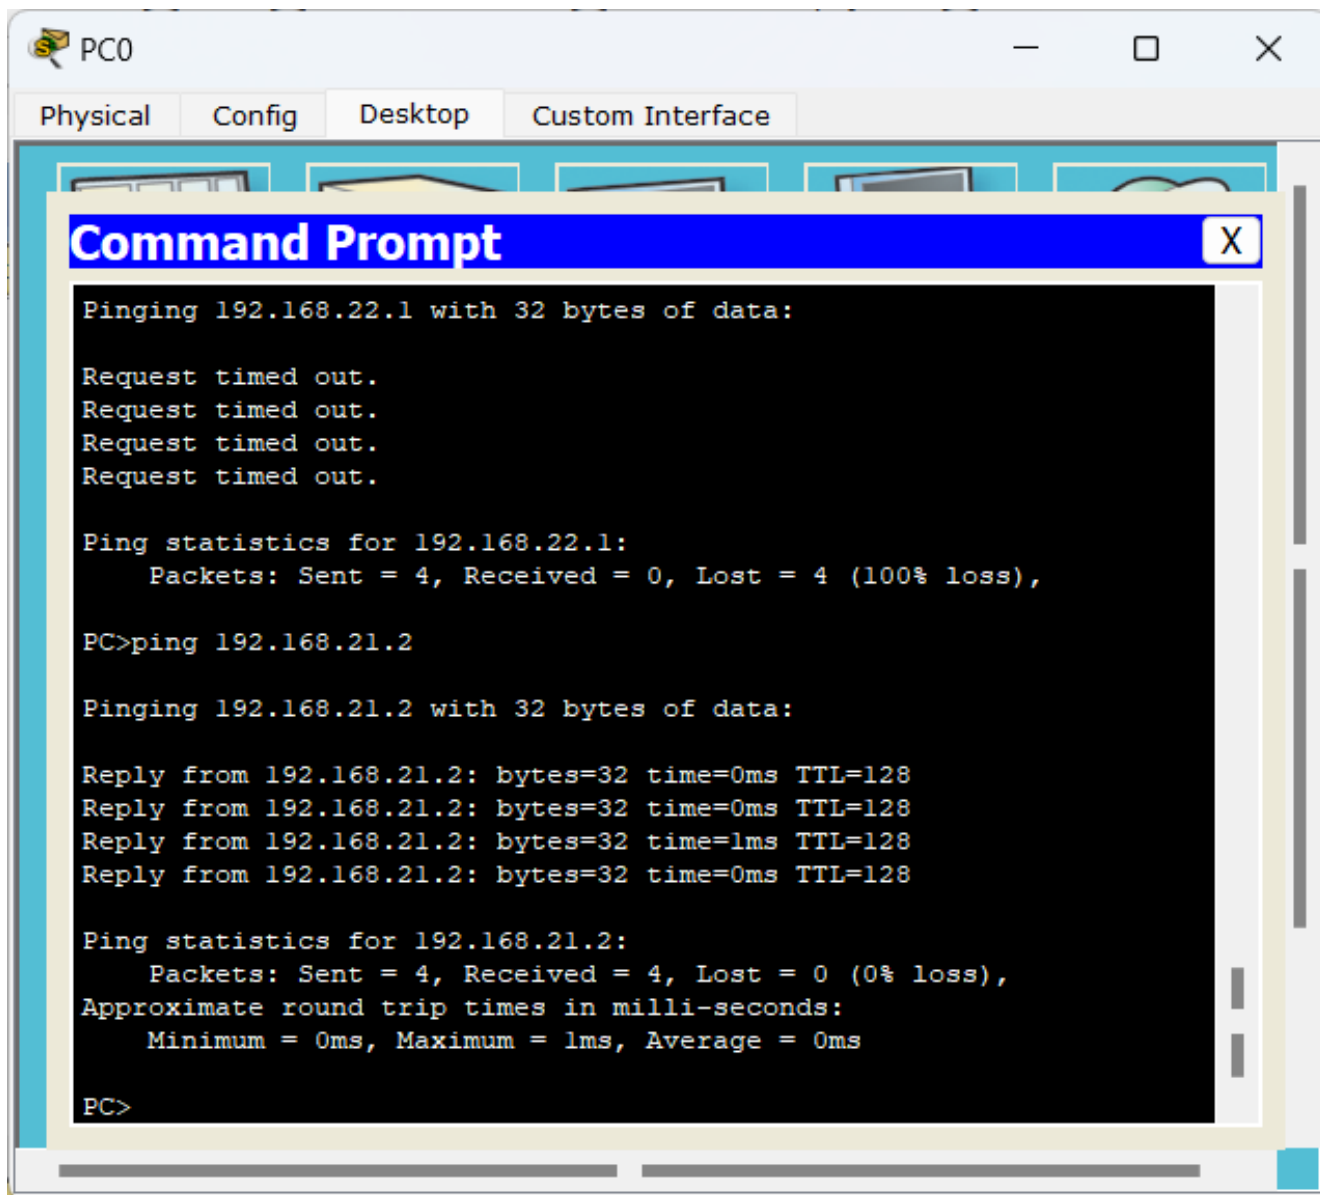 PC0
Physical Config Desktop Custom Interface
Command Prompt X
Pinging 192.168.22.1 with 32 bytes of data:
Request timed out.
Request timed out.
Request timed out.
Request timed out.
Ping statistics for 192.168.22.1:
Packets: Sent = 4, Received = 0, Lost = 4 (100% loss),
PC>ping 192.168.21.2
Pinging 192.168.21.2 with 32 bytes of data:
Reply from 192.168.21.2: bytes=32 time=0ms TTL=128
Reply from 192.168.21.2: bytes=32 time=0ms TTL=128
Reply from 192.168.21.2: bytes=32 time=1ms TTL=128
Reply from 192.168.21.2: bytes=32 time=0ms TTL=128
Ping statistics for 192.168.21.2:
Packets: Sent = 4, Received = 4, Lost = 0 (0% loss),
Approximate round trip times in milli-seconds:
Minimum = 0ms, Maximum = 1ms, Average = 0ms
PC>